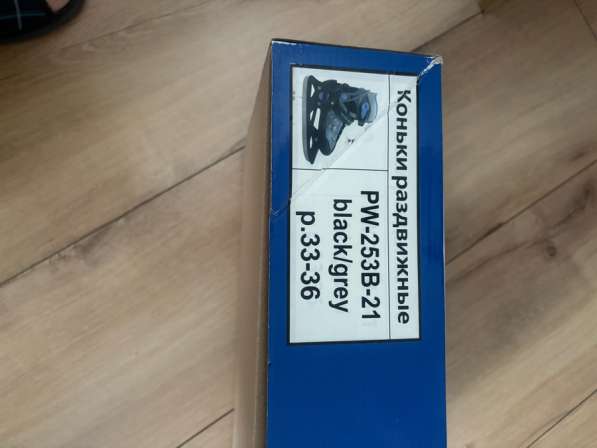 Коньки раздвижные
PW-253B-21
black/grey
р.33-36